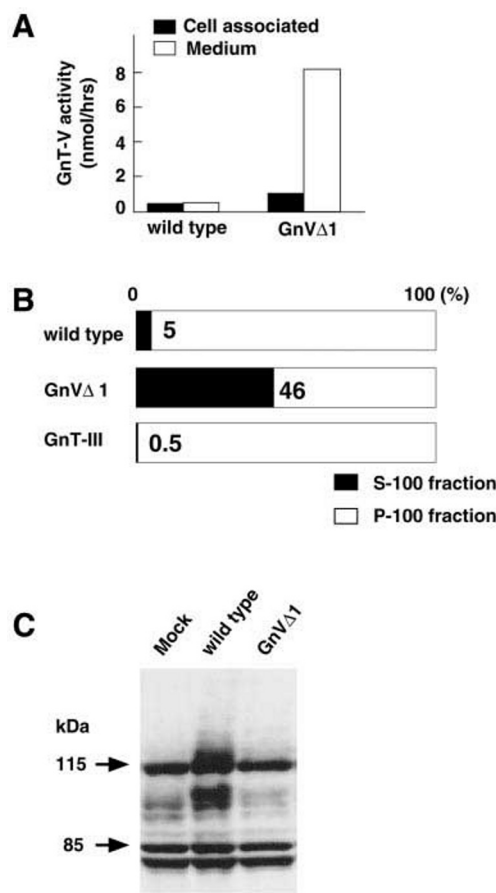 A
Cell associated
Medium
GnT-V activity
(nmol/hrs)
8
6
4
2
0
wild type
GnVΔ1
B
0
100 (%)
wild type
5
GnVΔ 1
46
GnT-III
0.5
S-100 fraction
P-100 fraction
C
Mock
wild type
GnVΔ1
kDa
115
85